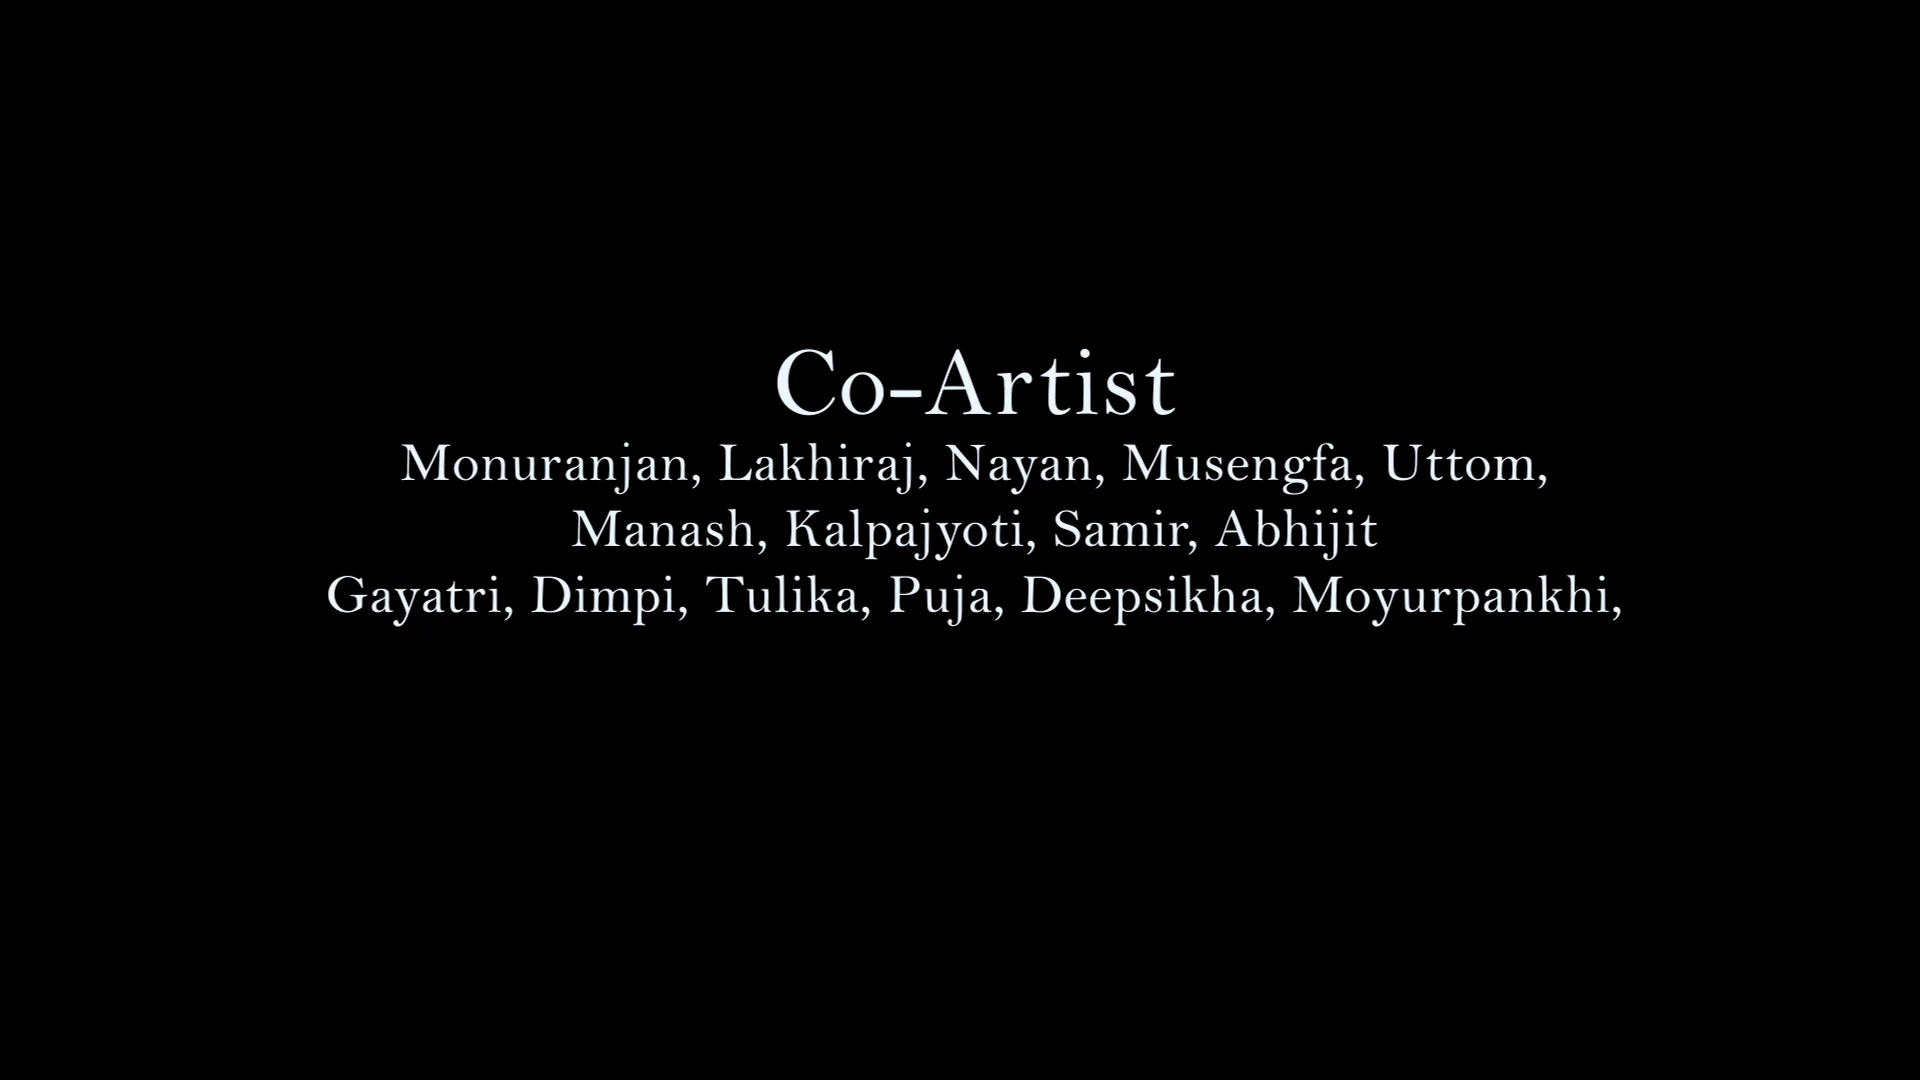 Co-Artist
Monuranjan, Lakhiraj, Nayan, Musengfa, Uttom,
Manash, Kalpajyoti, Samir, Abhijit
Gayatri, Dimpi, Tulika, Puja, Deepsikha, Moyurpankhi,